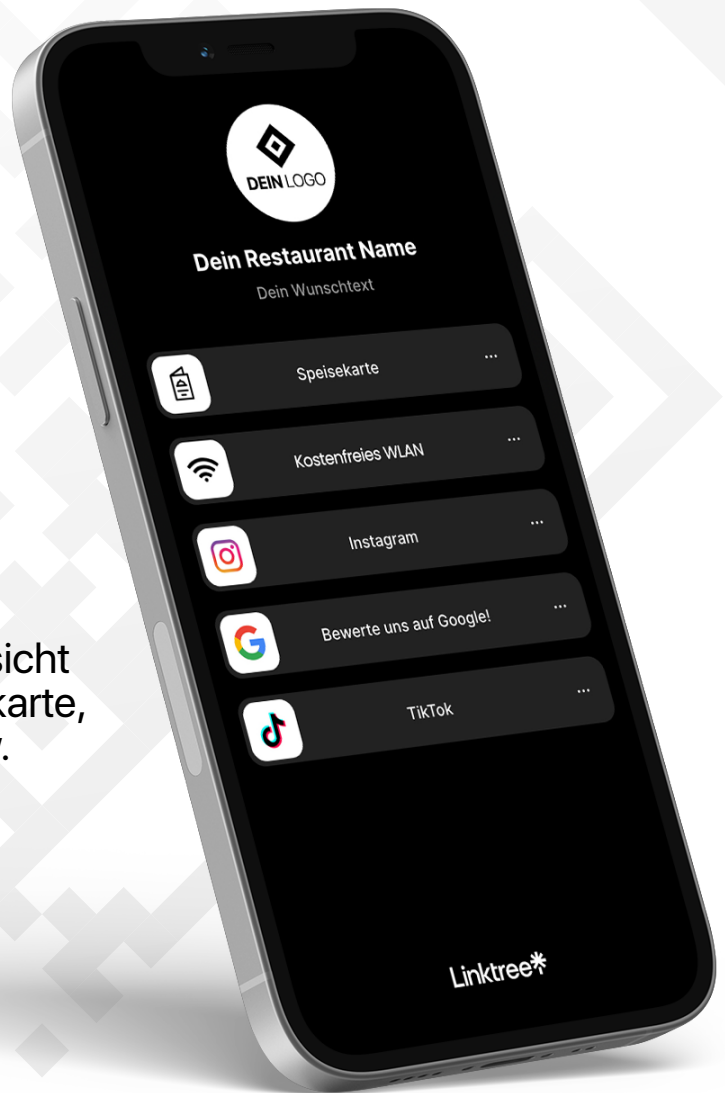 DEIN LOGO
Dein Restaurant Name
Dein Wunschtext
Speisekarte
Kostenfreies WLAN
Instagram
Bewerte uns auf Google!
TikTok
Linktree